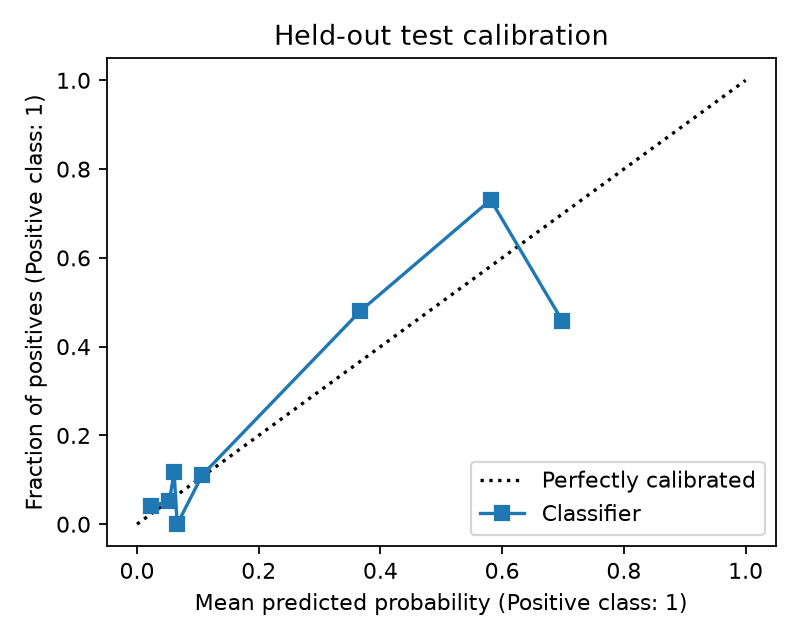 Held-out test calibration
1.0
0.8
0.6
0.4
0.2
0.0
Fraction of positives (Positive class: 1)
Perfectly calibrated
Classifier
0.0 0.2 0.4 0.6 0.8 1.0
Mean predicted probability (Positive class: 1)